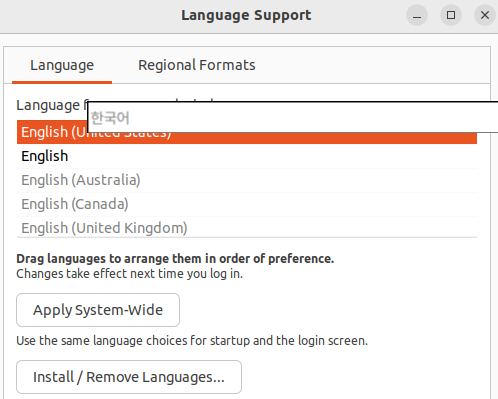 Language Support
Language Regional Formats
Language f
한국어
English (United States)
English
English (Australia)
English (Canada)
English (United Kingdom)
Drag languages to arrange them in order of preference.
Changes take effect next time you log in.
Apply System-Wide
Use the same language choices for startup and the login screen.
Install / Remove Languages...